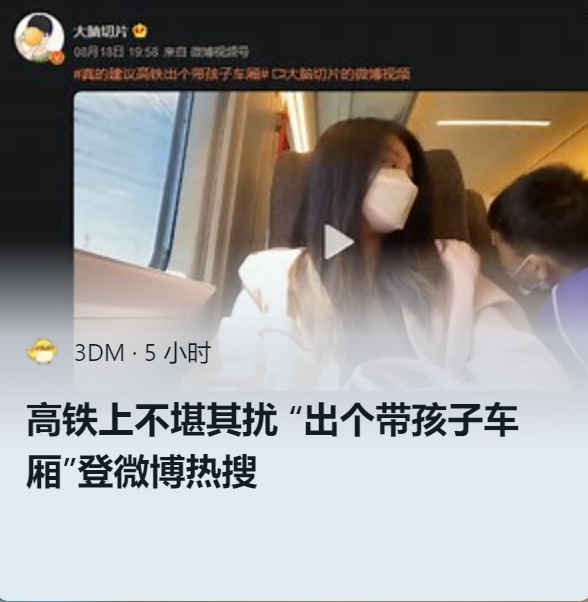 大脑切片
08月18日 19:58 来自 微博视频号
#真的建议高铁出个带孩子车厢# 大脑切片的微博视频
3DM · 5 小时
高铁上不堪其扰 “出个带孩子车
厢”登微博热搜